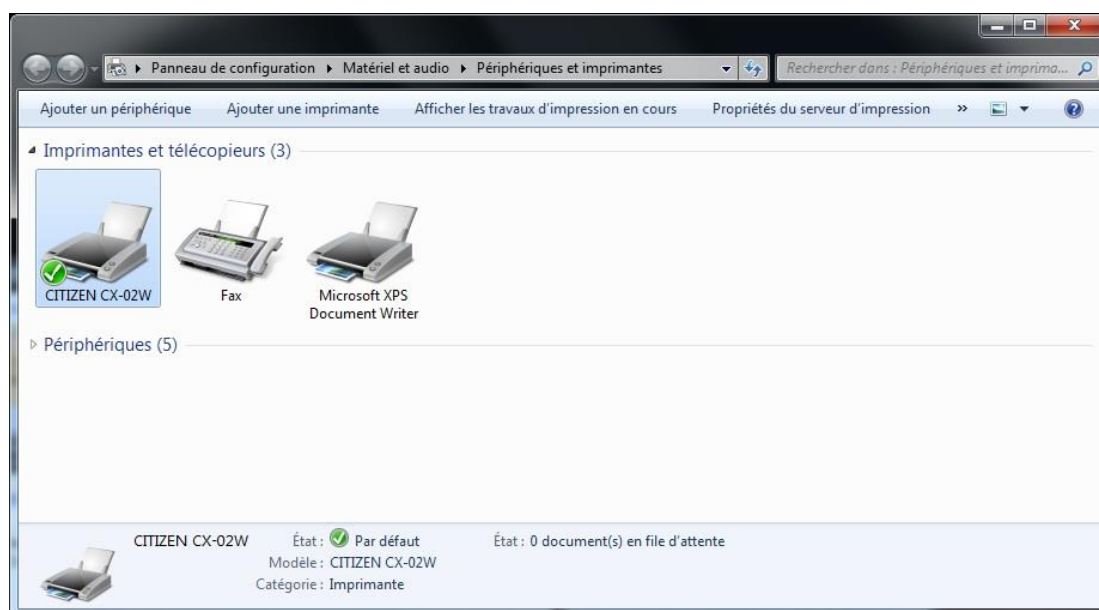 Panneau de configuration Matériel et audio Périphériques et imprimantes Rechercher dans : Périphériques et imprima...
Ajouter un périphérique Ajouter une imprimante Afficher les travaux d'impression en cours Propriétés du serveur d'impression »
Imprimantes et télécopieurs (3)
CITIZEN CX-02W Fax Microsoft XPS
Document Writer
Périphériques (5)
CITIZEN CX-02W État : Par défaut État : 0 document(s) en file d'attente
Modèle : CITIZEN CX-02W
Catégorie : Imprimante